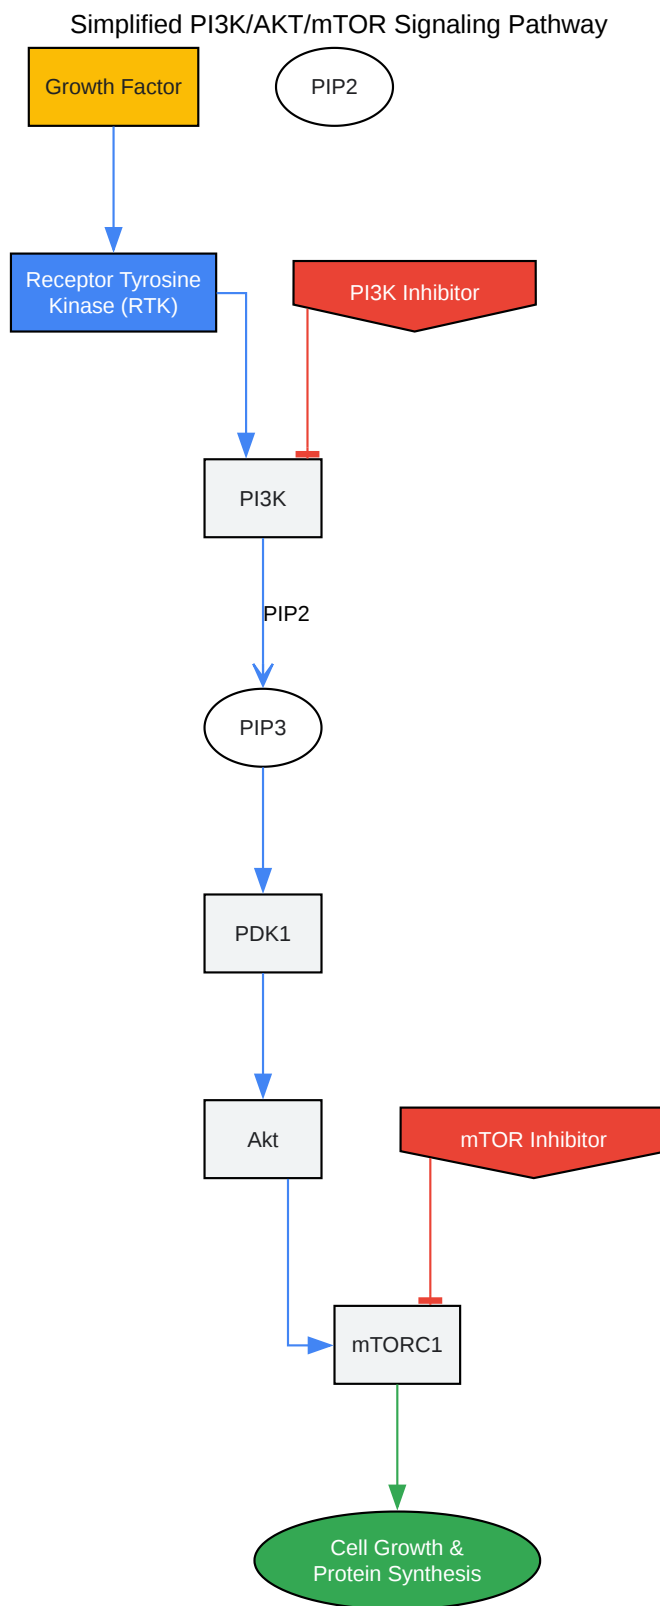 Simplified PI3K/AKT/mTOR Signaling Pathway
Growth Factor
PIP2
Receptor Tyrosine
Kinase (RTK)
PI3K Inhibitor
PI3K
PIP2
PIP3
PDK1
Akt
mTOR Inhibitor
mTORC1
Cell Growth &
Protein Synthesis